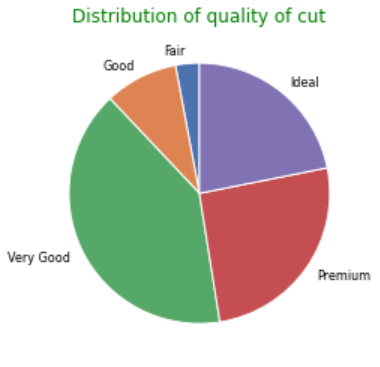 Distribution of quality of cut
Fair
Good
Ideal
Very Good
Premium